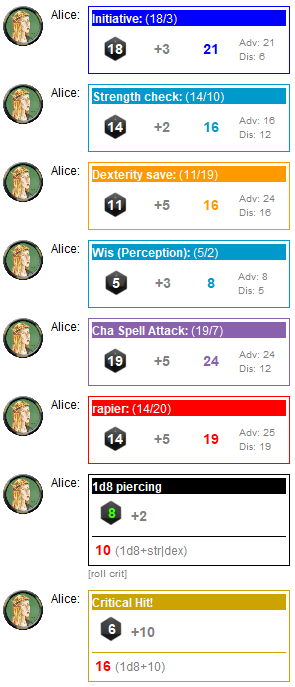 Alice:
Initiative: (18/3)
18 +3 21 Adv: 21
Dis: 6
Alice:
Strength check: (14/10)
14 +2 16 Adv: 16
Dis: 12
Alice:
Dexterity save: (11/19)
11 +5 16 Adv: 24
Dis: 16
Alice:
Wis (Perception): (5/2)
5 +3 8 Adv: 8
Dis: 5
Alice:
Cha Spell Attack: (19/7)
19 +5 24 Adv: 24
Dis: 12
Alice:
rapier: (14/20)
14 +5 19 Adv: 25
Dis: 19
Alice:
1d8 piercing
8 +2
10 (1d8+str|dex)
[roll crit]
Alice:
Critical Hit!
6 +10
16 (1d8+10)